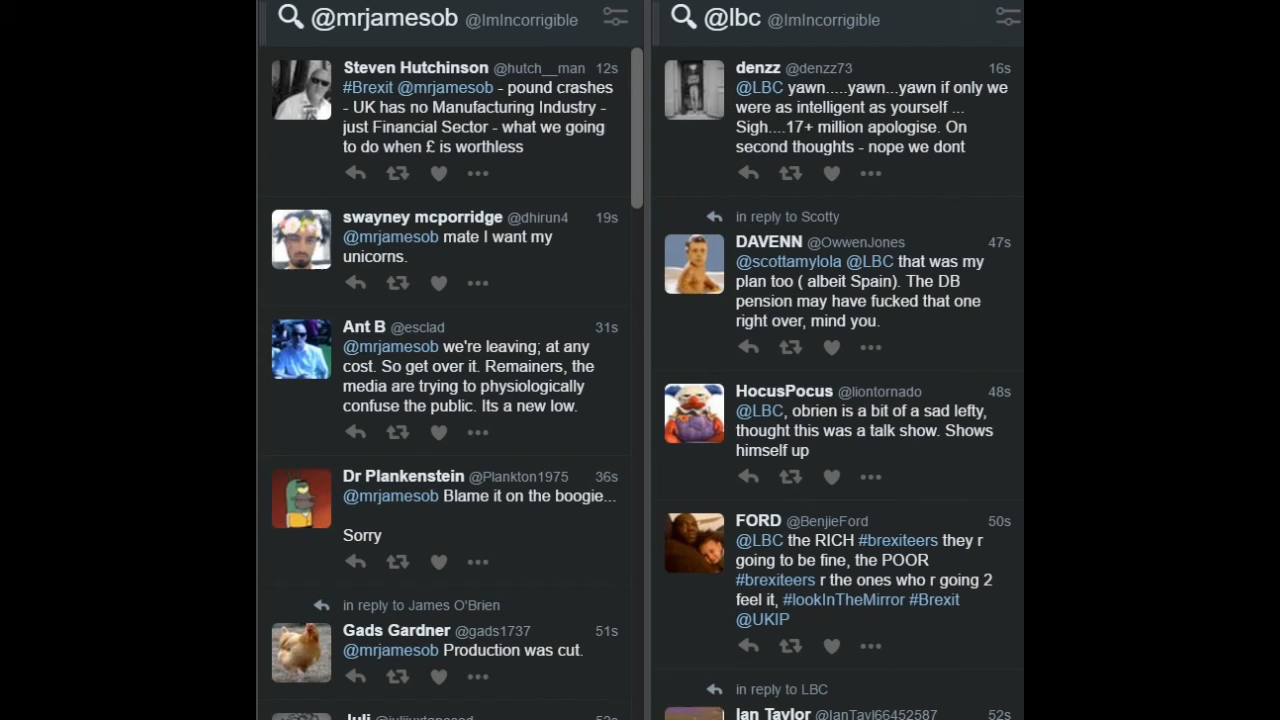 @mrjamesob @ImIncorrigible
Steven Hutchinson @hutch__man 12s
#Brexit @mrjamesob - pound crashes
- UK has no Manufacturing Industry -
just Financial Sector - what we going
to do when £ is worthless
swayney mcporridge @dhirun4 19s
@mrjamesob mate I want my
unicorns.
Ant B @esclad 31s
@mrjamesob we're leaving; at any
cost. So get over it. Remainers, the
media are trying to physiologically
confuse the public. Its a new low.
Dr Plankenstein @Plankton1975 36s
@mrjamesob Blame it on the boogie...
Sorry
in reply to James O'Brien
Gads Gardner @gads1737 51s
@mrjamesob Production was cut.
@lbc @ImIncorrigible
denzz @denzz73 16s
@LBC yawn.....yawn...yawn if only we
were as intelligent as yourself ...
Sigh....17+ million apologise. On
second thoughts - nope we dont
in reply to Scotty
DAVENN @OwwenJones 47s
@scottamylola @LBC that was my
plan too ( albeit Spain). The DB
pension may have fucked that one
right over, mind you.
HocusPocus @liontornado 48s
@LBC, obrien is a bit of a sad lefty,
thought this was a talk show. Shows
himself up
FORD @BenjieFord 50s
@LBC the RICH #brexiteers they r
going to be fine, the POOR
#brexiteers r the ones who r going 2
feel it, #lookInTheMirror #Brexit
@UKIP
in reply to LBC
Ian Taylor @IanTayl66452587 52s